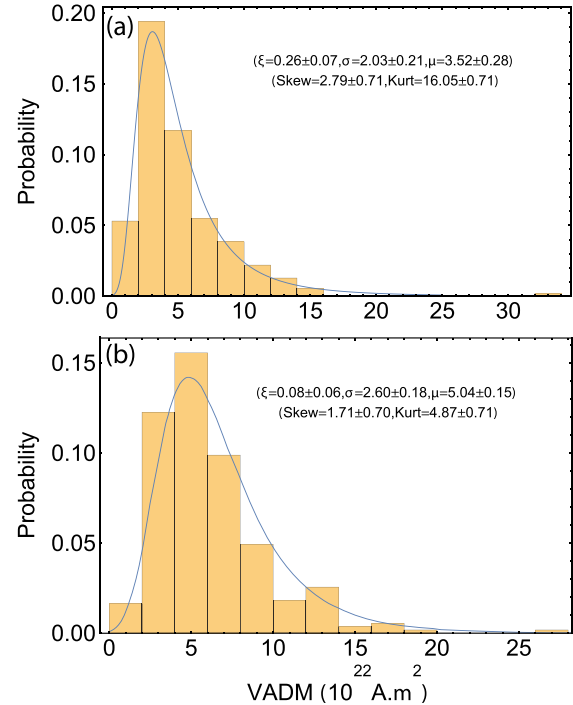 (a)
(ξ=0.26±0.07,σ=2.03±0.21,μ=3.52±0.28)
(Skew=2.79±0.71,Kurt=16.05±0.71)
Probability
0.20
0.15
0.10
0.05
0.00
0 5 10 15 20 25 30
(b)
(ξ=0.08±0.06,σ=2.60±0.18,μ=5.04±0.15)
(Skew=1.71±0.70,Kurt=4.87±0.71)
Probability
0.15
0.10
0.05
0.00
0 5 10 15 20 25
VADM (10²² A.m²)